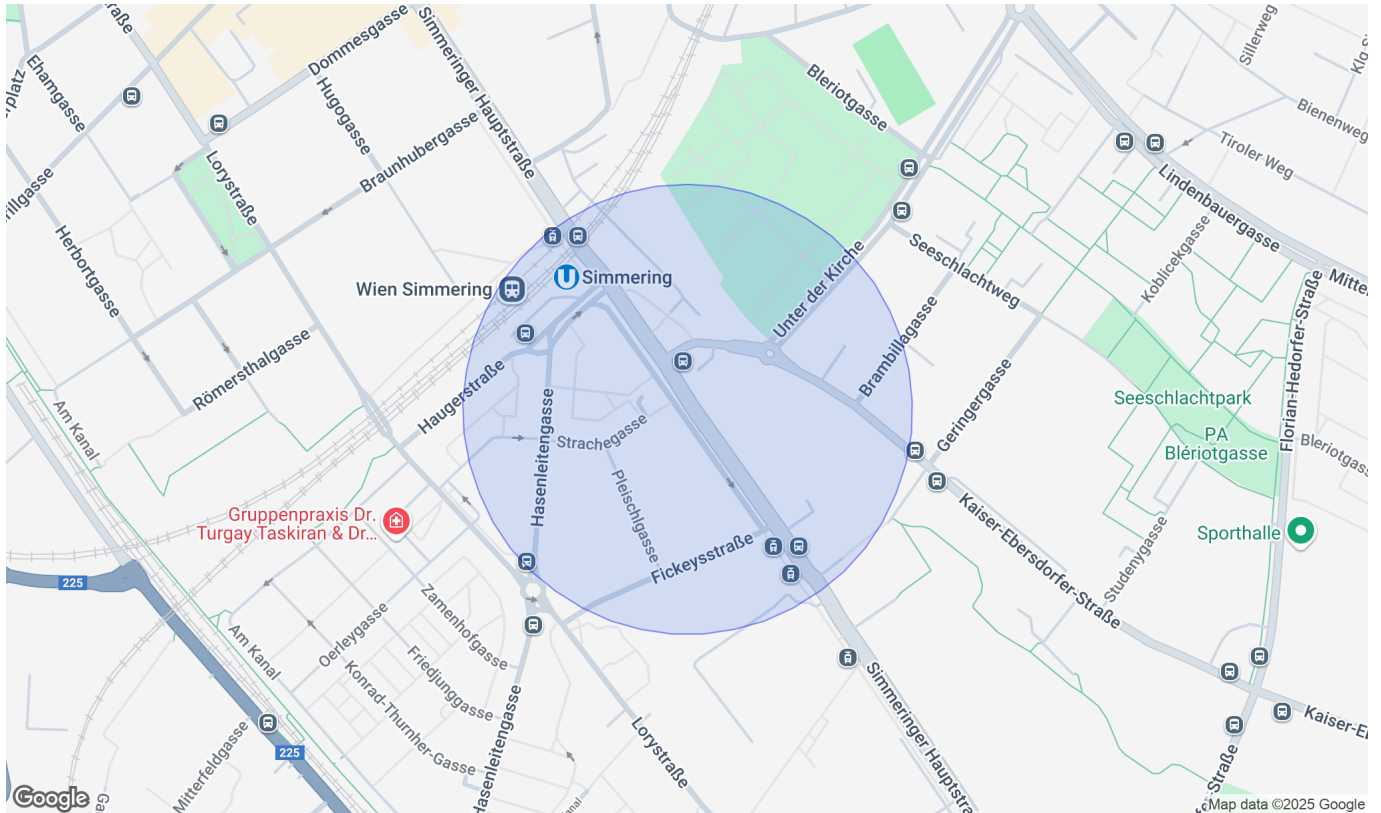 Simmeringer Hauptstraße
Dommesgasse
Ehamgasse
Hugogasse
Braunhubergasse
Lorystraße
Herbortgasse
Römersthalgasse
Am Kanal
Wien Simmering
Simmering
Bleriotgasse
Sillerweg
Bienenweg
Tiroler Weg
Lindenbauergasse
Koblicekgasse
Seeschlachtweg
Unter der Kirche
Brambillagasse
Geringergasse
Florian-Hedorfer-Straße
Seeschlachtpark
PA
Blériotgasse
Sporthalle
Haugerstraße
Hasenleitengasse
Strachegasse
Pleischlgasse
Fickeysstraße
Gruppenpraxis Dr.
Turgay Taskiran & Dr...
225
Am Kanal
Oerleygasse
Zamenhofgasse
Friedjunggasse
Konrad-Thurnher-Gasse
Mitterfeldgasse
225
Hasenleitengasse
Lorystraße
Simmeringer Hauptstra
Kaiser-Ebersdorfer-Straße
Studenygasse
Google
Map data ©2025 Google